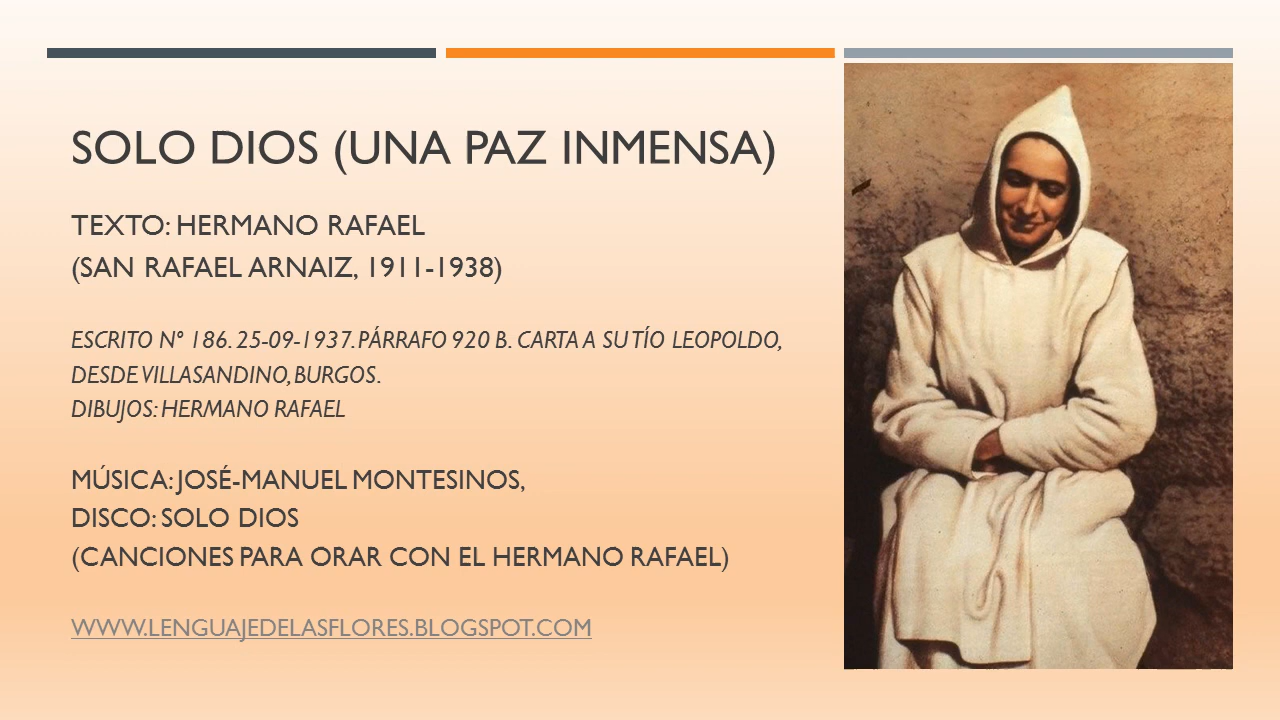 SOLO DIOS (UNA PAZ INMENSA)
TEXTO: HERMANO RAFAEL
(SAN RAFAEL ARNAIZ, 1911-1938)
ESCRITO Nº 186. 25-09-1937. PÁRRAFO 920 B. CARTA A SU TÍO LEOPOLDO,
DESDE VILLASANDINO, BURGOS.
DIBUJOS: HERMANO RAFAEL
MÚSICA: JOSÉ-MANUEL MONTESINOS,
DISCO: SOLO DIOS
(CANCIONES PARA ORAR CON EL HERMANO RAFAEL)
WWW.LENGUAJEDELASFLORES.BLOGSPOT.COM